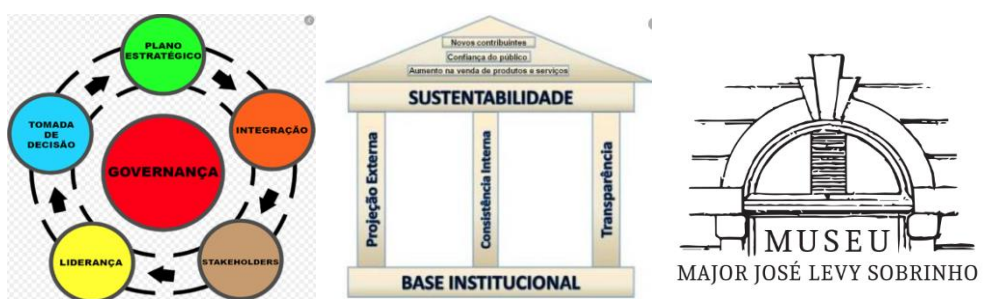 PLANO
ESTRATÉGICO
INTEGRAÇÃO
STAKEHOLDERS
LIDERANÇA
TOMADA
DE
DECISÃO
GOVERNANÇA
Novos contribuintes
Confiança do público
Aumento na venda de produtos e serviços
SUSTENTABILIDADE
Projeção Externa
Consistência Interna
Transparência
BASE INSTITUCIONAL
MUSEU
MAJOR JOSÉ LEVY SOBRINHO